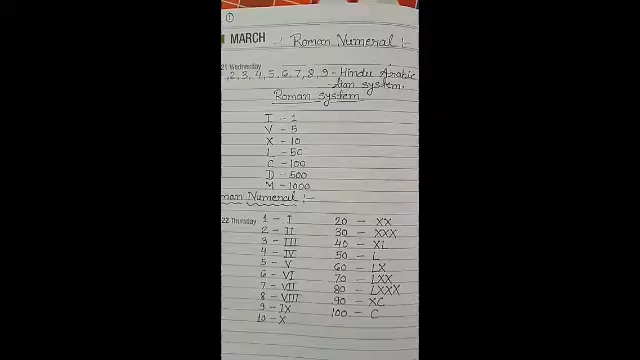 1
MARCH
:- Roman Numeral :-
21 Wednesday
,2,3,4,5,6,7,8,9 - Hindu Arabic
system.
Roman system
I - 1
V - 5
X - 10
L - 50
C - 100
D - 500
M - 1000
man Numeral :-
22 Thursday
1 - I
2 - II
3 - III
4 - IV
5 - V
6 - VI
7 - VII
8 - VIII
9 - IX
10 - X
20 - XX
30 - XXX
40 - XL
50 - L
60 - LX
70 - LXX
80 - LXXX
90 - XC
100 - C